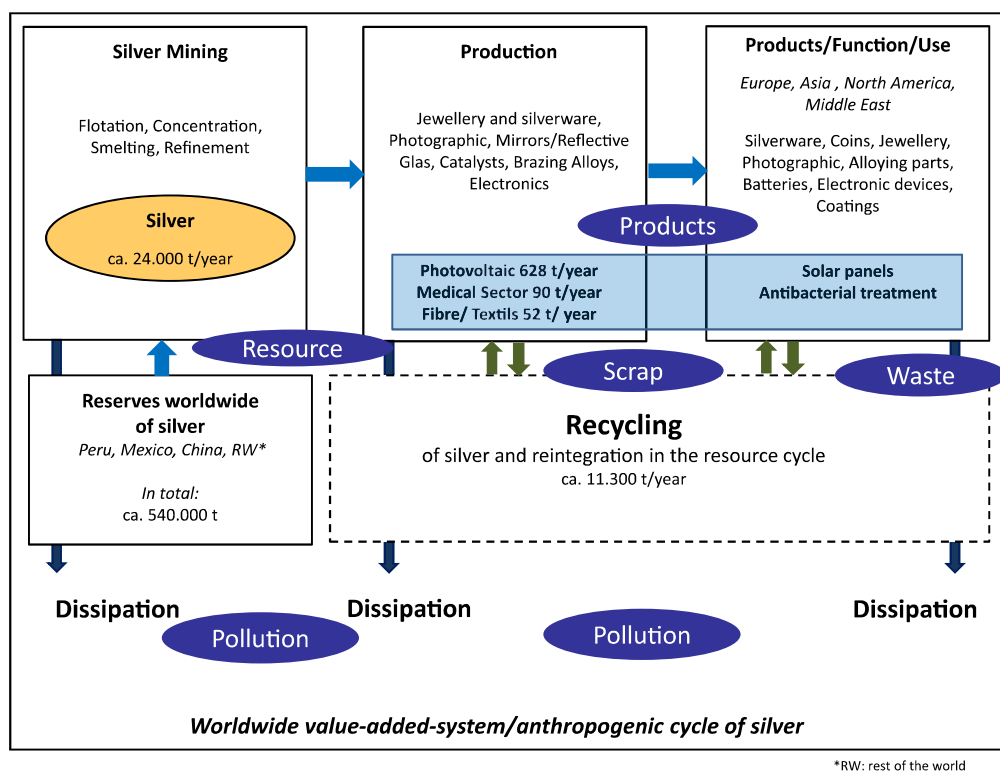 Silver Mining
Flotation, Concentration,
Smelting, Refinement
Silver
ca. 24.000 t/year
Production
Jewellery and silverware,
Photographic, Mirrors/Reflective
Glas, Catalysts, Brazing Alloys,
Electronics
Products/Function/Use
Europe, Asia , North America,
Middle East
Silverware, Coins, Jewellery,
Photographic, Alloying parts,
Batteries, Electronic devices,
Coatings
Products
Photovoltaic 628 t/year
Medical Sector 90 t/year
Fibre/ Textils 52 t/ year
Solar panels
Antibacterial treatment
Resource
Scrap
Waste
Reserves worldwide
of silver
Peru, Mexico, China, RW*
In total:
ca. 540.000 t
Recycling
of silver and reintegration in the resource cycle
ca. 11.300 t/year
Dissipation
Dissipation
Dissipation
Pollution
Pollution
Worldwide value-added-system/anthropogenic cycle of silver
*RW: rest of the world